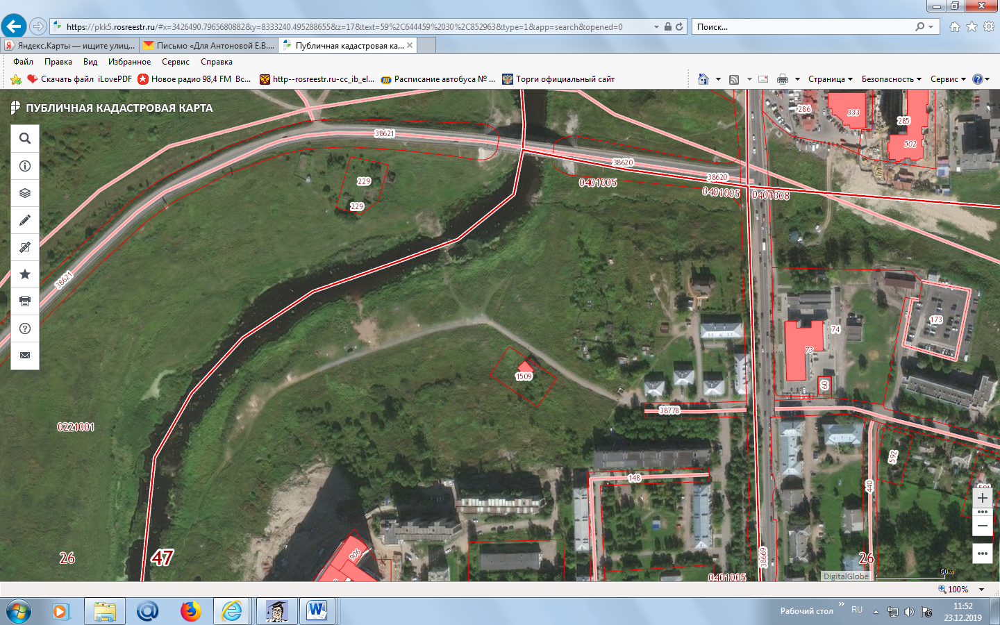 https://pkk5.rosreestr.ru/#x=3426490.7965680882&y=8333240.495288655&z=17&text=59%2C644459%2030%2C852963&type=1&app=search&opened=0
Поиск...
Яндекс.Карты — ищите улиц...
Письмо «Для Антоновой Е.В....
Публичная кадастровая ка...
Файл Правка Вид Избранное Сервис Справка
Скачать файл iLovePDF Новое радио 98,4 FM Вс... http--rosreestr.ru-cc_ib_el... Расписание автобуса № ... Торги официальный сайт
Страница Безопасность Сервис
ПУБЛИЧНАЯ КАДАСТРОВАЯ КАРТА
286
333
285
502
38621
38620
38620
229
229
0401005
0401005
0401008
38621
173
74
73
60
1509
38778
0221001
592
148
440
38669
906
26
47
26
0401005
DigitalGlobe
50м
100%
Рабочий стол
RU
11:52
23.12.2019